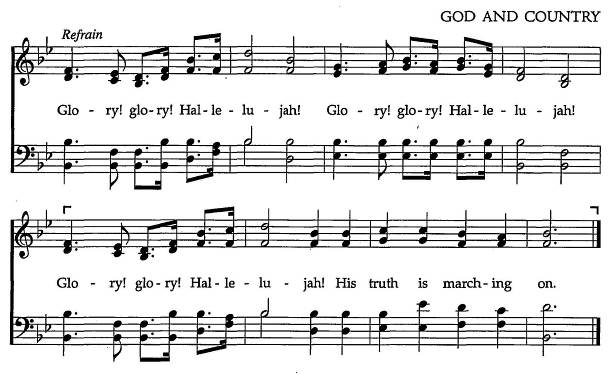 GOD AND COUNTRY
Refrain
Glo - ry! glo - ry! Hal - le - lu - jah! Glo - ry! glo - ry! Hal - le - lu - jah!
Glo - ry! glo - ry! Hal - le - lu - jah! His truth is march - ing on.